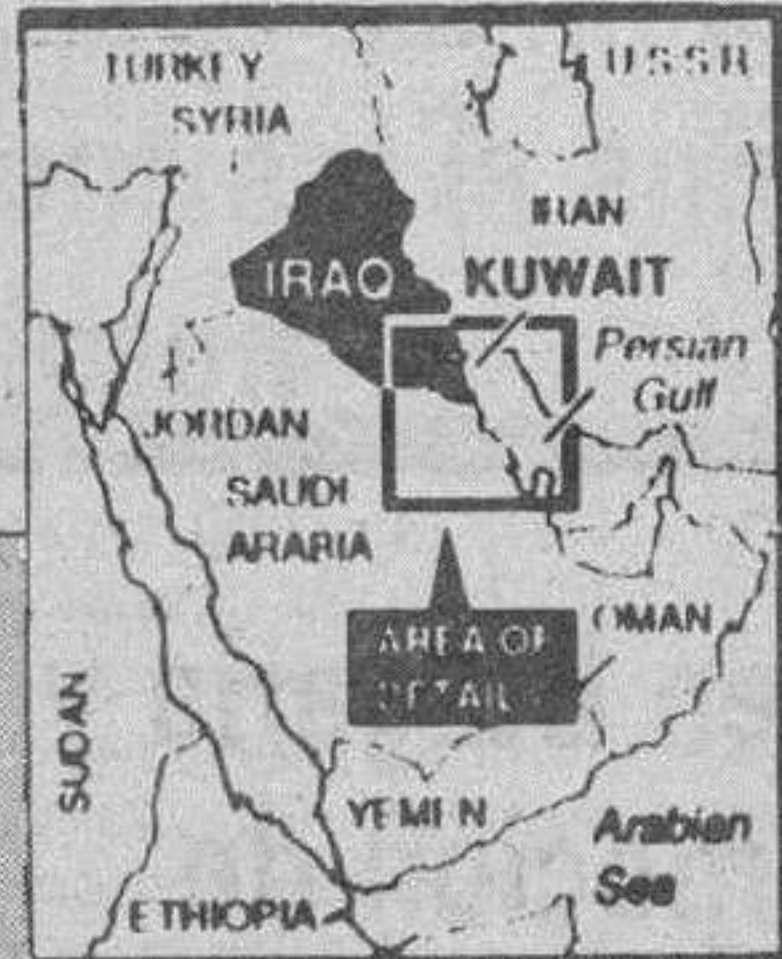 TURKEY
USSR
SYRIA
IRAN
IRAQ
KUWAIT
Persian
Gulf
JORDAN
SAUDI
ARABIA
AREA OF
DETAIL
OMAN
SUDAN
YEMEN
Arabian
Sea
ETHIOPIA